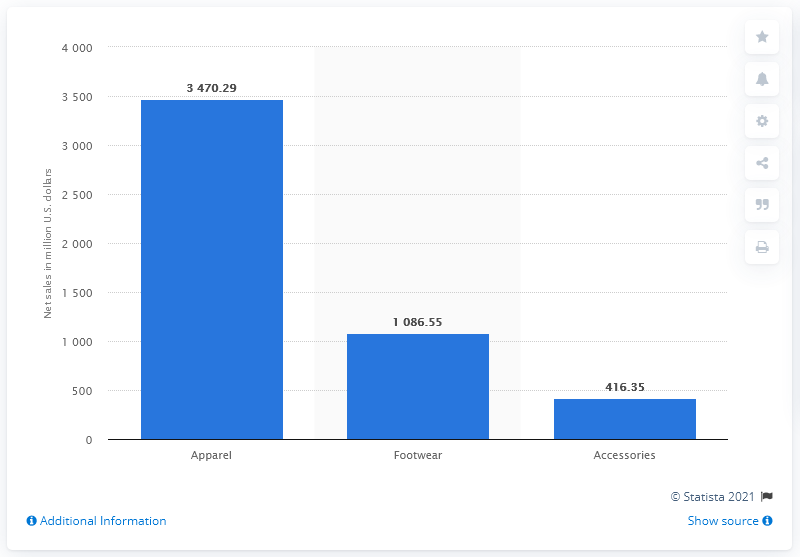 4 000
3 500
3 000
2 500
2 000
1 500
1 000
500
0
Net sales in million U.S. dollars
3 470.29
1 086.55
416.35
Apparel
Footwear
Accessories
© Statista 2021
Additional Information
Show source